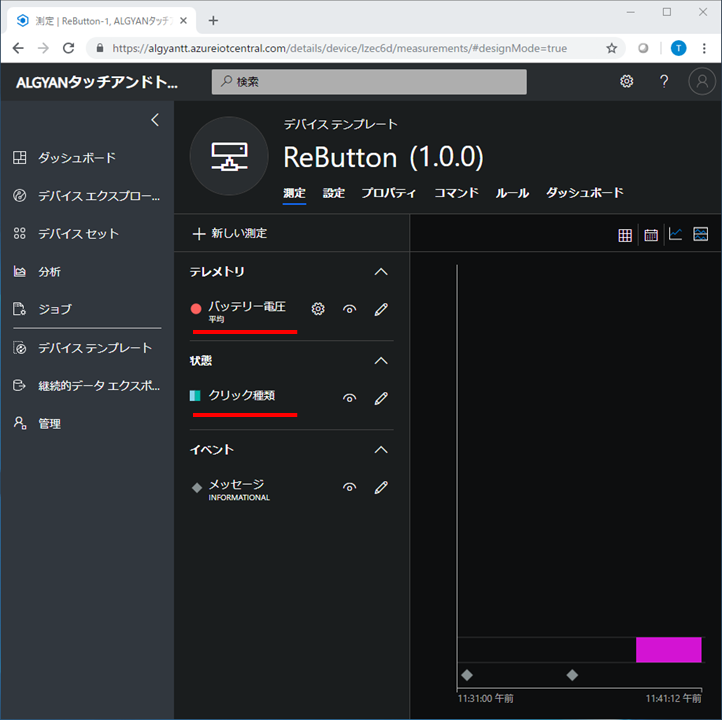 測定 | ReButton-1, ALGYANタッチ
https://algyantt.azureiotcentral.com/details/device/lzec6d/measurements/#designMode=true
T
ALGYANタッチアンドト...
検索
?
デバイス テンプレート
ReButton (1.0.0)
測定 設定 プロパティ コマンド ルール ダッシュボード
ダッシュボード
デバイス エクスプロー...
デバイス セット
分析
ジョブ
デバイス テンプレート
継続的データ エクスポ...
管理
新しい測定
テレメトリ
バッテリー電圧
平均
状態
クリック種類
イベント
メッセージ
INFORMATIONAL
11:31:00 午前 11:41:12 午前